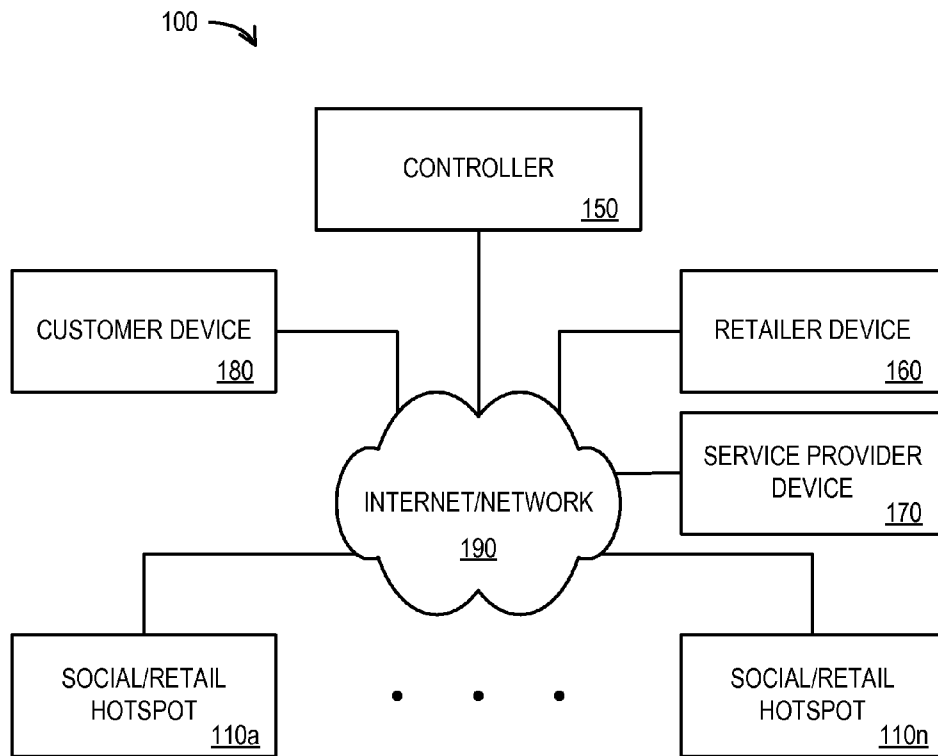 100
CONTROLLER
150
CUSTOMER DEVICE
180
RETAILER DEVICE
160
SERVICE PROVIDER
DEVICE
170
INTERNET/NETWORK
190
SOCIAL/RETAIL
HOTSPOT
110a
SOCIAL/RETAIL
HOTSPOT
110n